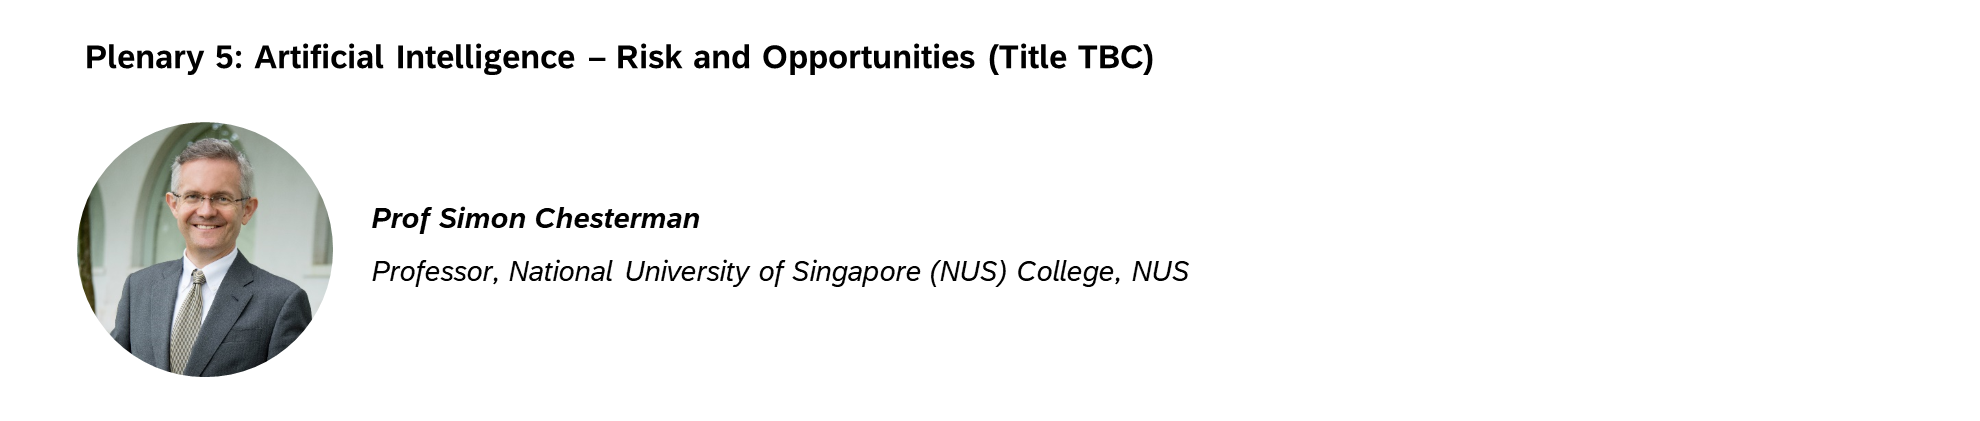 Plenary 5: Artificial Intelligence – Risk and Opportunities (Title TBC)
Prof Simon Chesterman
Professor, National University of Singapore (NUS) College, NUS